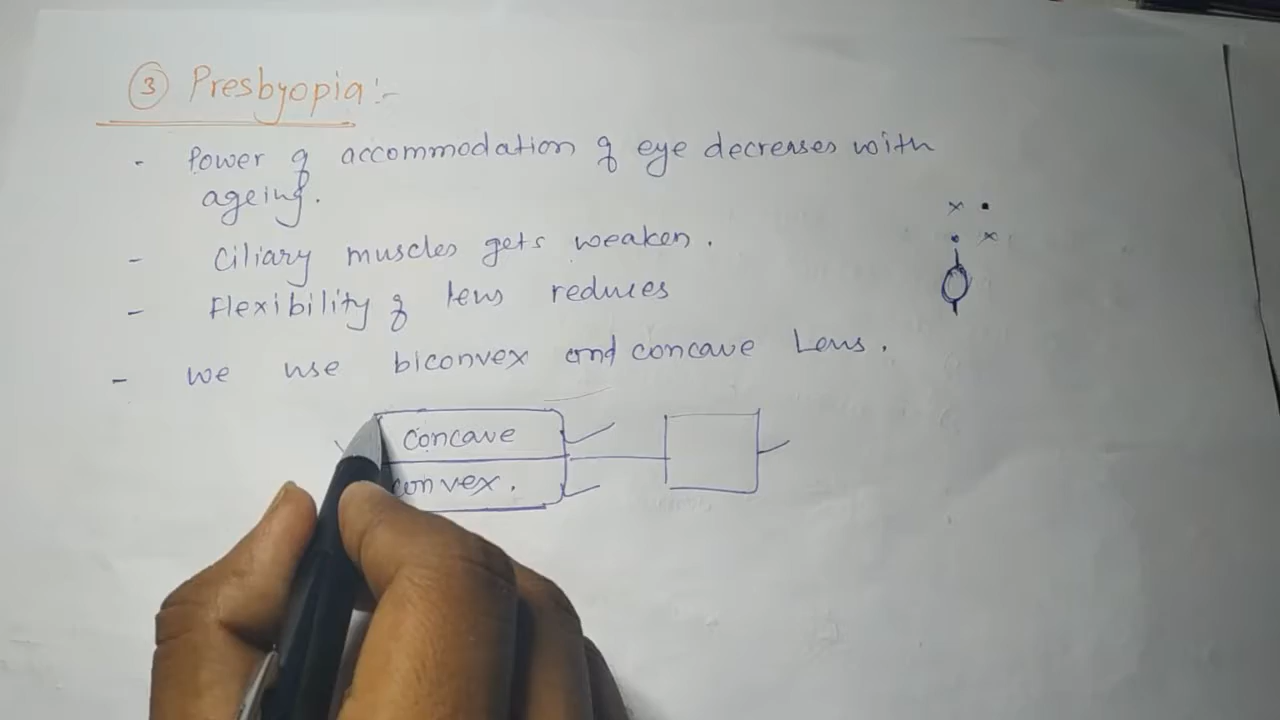 ③ Presbyopia :-
- Power of accommodation of eye decreases with
ageing.
- Ciliary muscles gets weaken.
- Flexibility of lens reduces
- we use biconvex and concave Lens.
concave
convex.